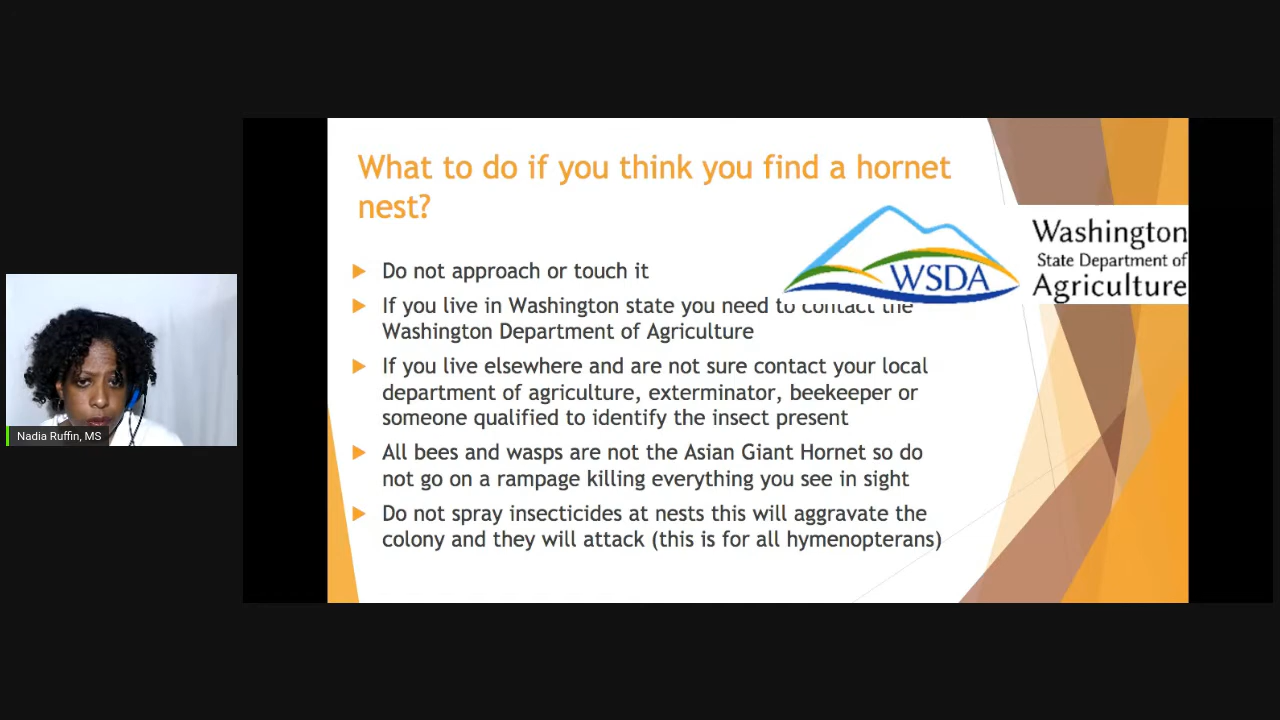 What to do if you think you find a hornet
nest?
WSDA
Washington
State Department of
Agriculture
Do not approach or touch it
If you live in Washington state you need to contact the
Washington Department of Agriculture
If you live elsewhere and are not sure contact your local
department of agriculture, exterminator, beekeeper or
someone qualified to identify the insect present
All bees and wasps are not the Asian Giant Hornet so do
not go on a rampage killing everything you see in sight
Do not spray insecticides at nests this will aggravate the
colony and they will attack (this is for all hymenopterans)
Nadia Ruffin, MS